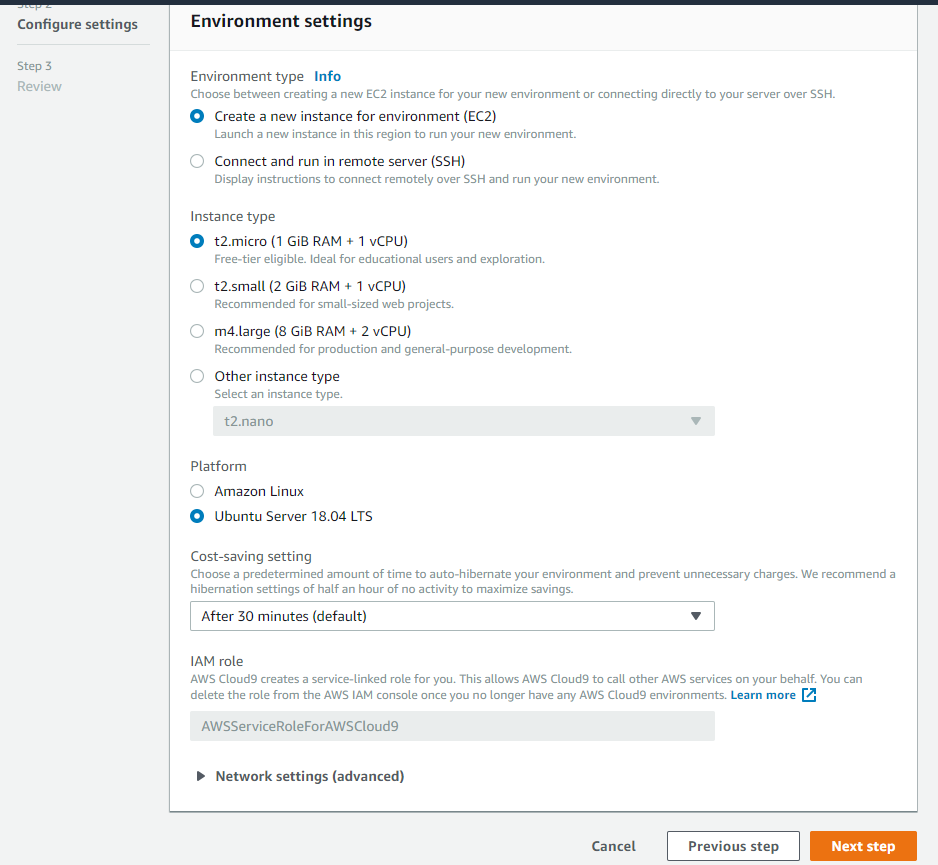 Step 2
Configure settings
Step 3
Review
Environment settings
Environment type Info
Choose between creating a new EC2 instance for your new environment or connecting directly to your server over SSH.
Create a new instance for environment (EC2)
Launch a new instance in this region to run your new environment.
Connect and run in remote server (SSH)
Display instructions to connect remotely over SSH and run your new environment.
Instance type
t2.micro (1 GiB RAM + 1 vCPU)
Free-tier eligible. Ideal for educational users and exploration.
t2.small (2 GiB RAM + 1 vCPU)
Recommended for small-sized web projects.
m4.large (8 GiB RAM + 2 vCPU)
Recommended for production and general-purpose development.
Other instance type
Select an instance type.
t2.nano
Platform
Amazon Linux
Ubuntu Server 18.04 LTS
Cost-saving setting
Choose a predetermined amount of time to auto-hibernate your environment and prevent unnecessary charges. We recommend a
hibernation settings of half an hour of no activity to maximize savings.
After 30 minutes (default)
IAM role
AWS Cloud9 creates a service-linked role for you. This allows AWS Cloud9 to call other AWS services on your behalf. You can
delete the role from the AWS IAM console once you no longer have any AWS Cloud9 environments. Learn more
AWSServiceRoleForAWSCloud9
Network settings (advanced)
Cancel
Previous step
Next step